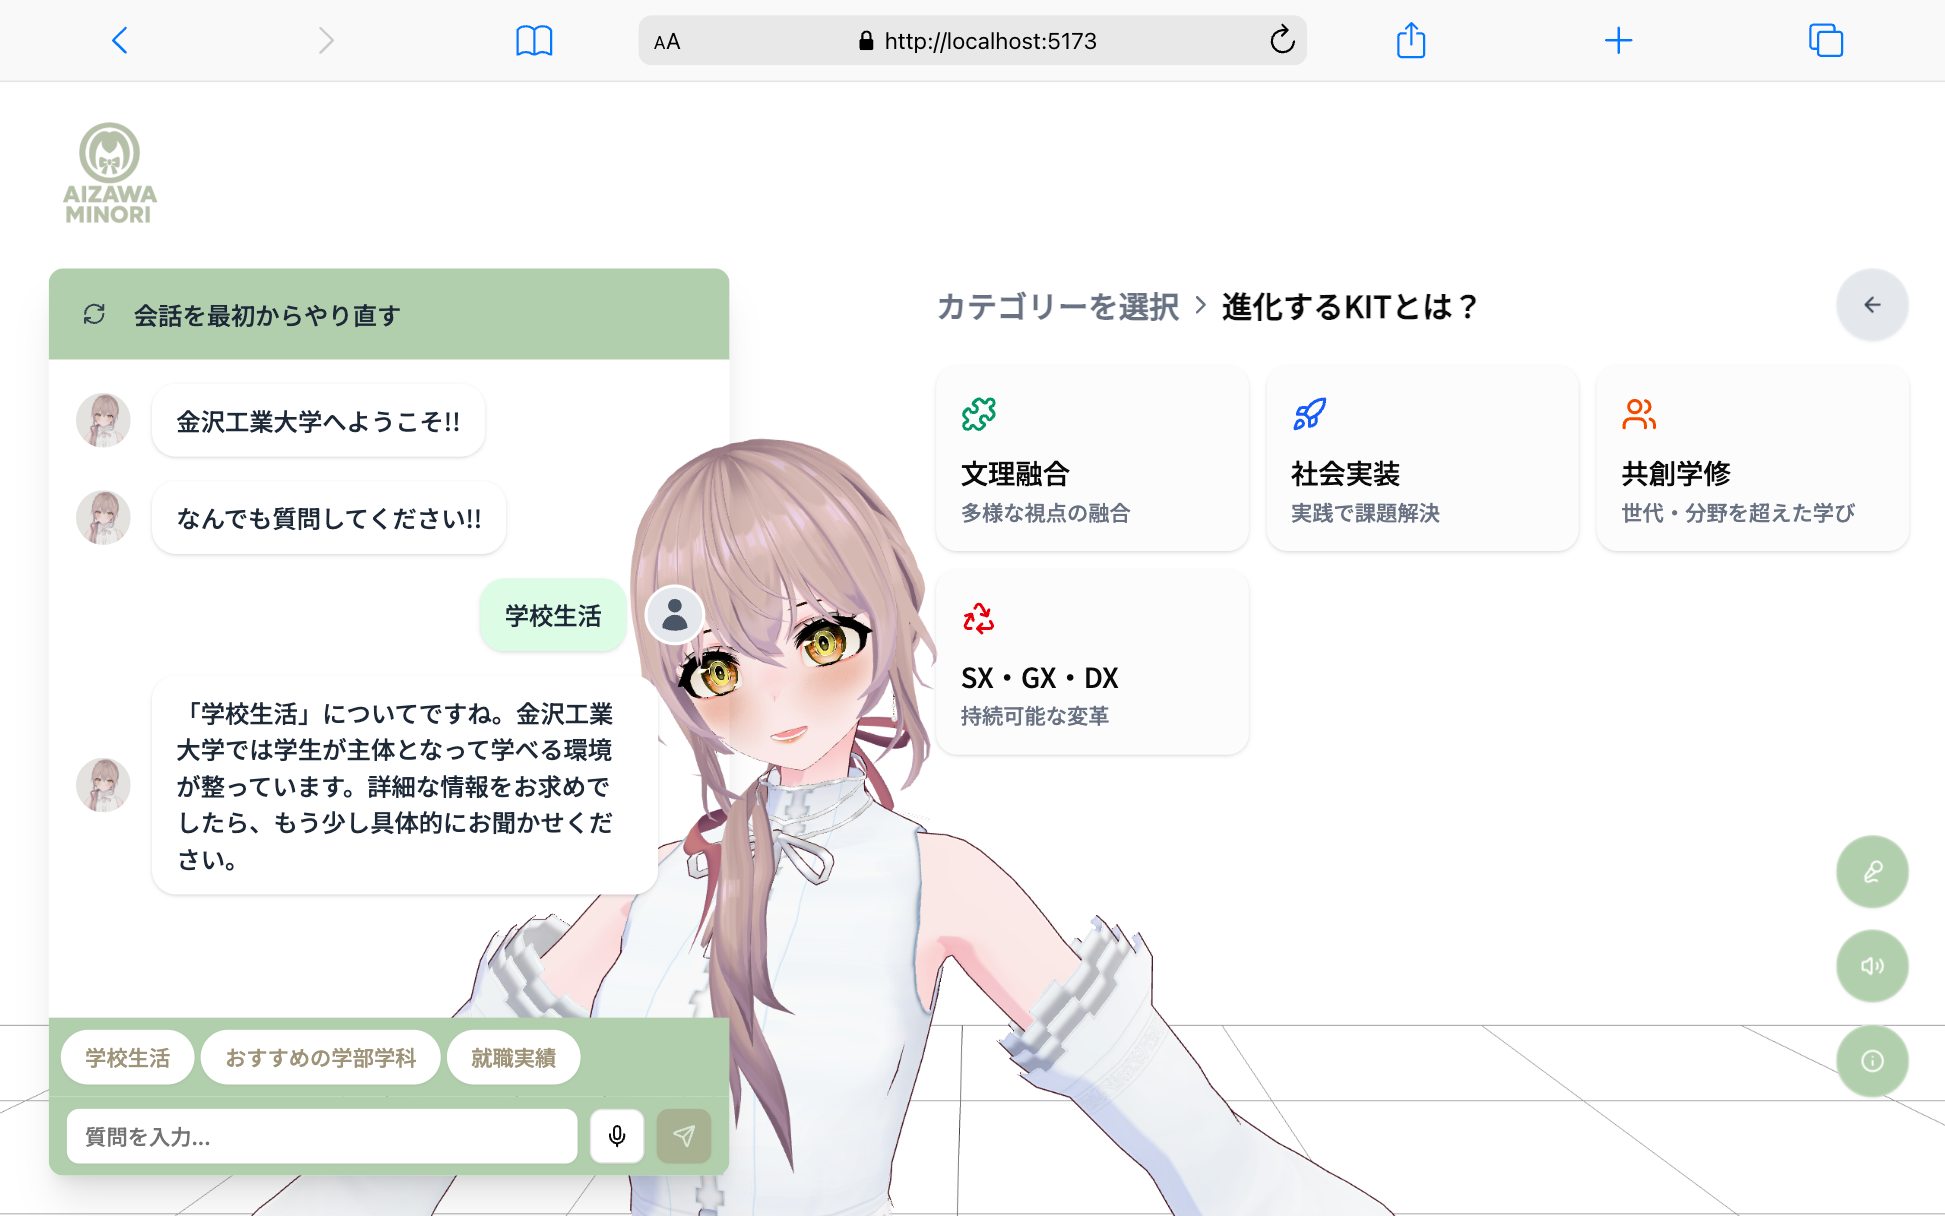 AA
http://localhost:5173
AIZAWA
MINORI
会話を最初からやり直す
金沢工業大学へようこそ!!
なんでも質問してください!!
学校生活
「学校生活」についてですね。金沢工業
大学では学生が主体となって学べる環境
が整っています。詳細な情報をお求めで
したら、もう少し具体的にお聞かせくだ
さい。
学校生活
おすすめの学部学科
就職実績
質問を入力...
カテゴリーを選択 > 進化するKITとは？
文理融合
多様な視点の融合
社会実装
実践で課題解決
共創学修
世代・分野を超えた学び
SX・GX・DX
持続可能な変革